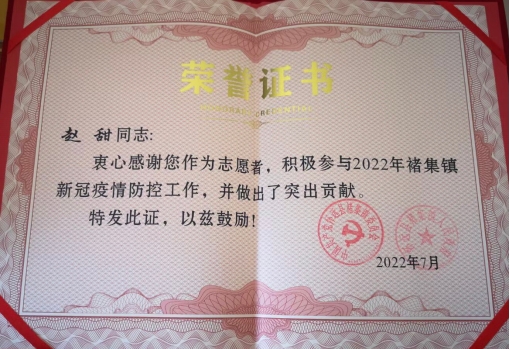 荣誉证书
赵 甜同志:
衷心感谢您作为志愿者，积极参与2022年褚集镇
新冠疫情防控工作，并做出了突出贡献。
特发此证，以兹鼓励!
2022年7月